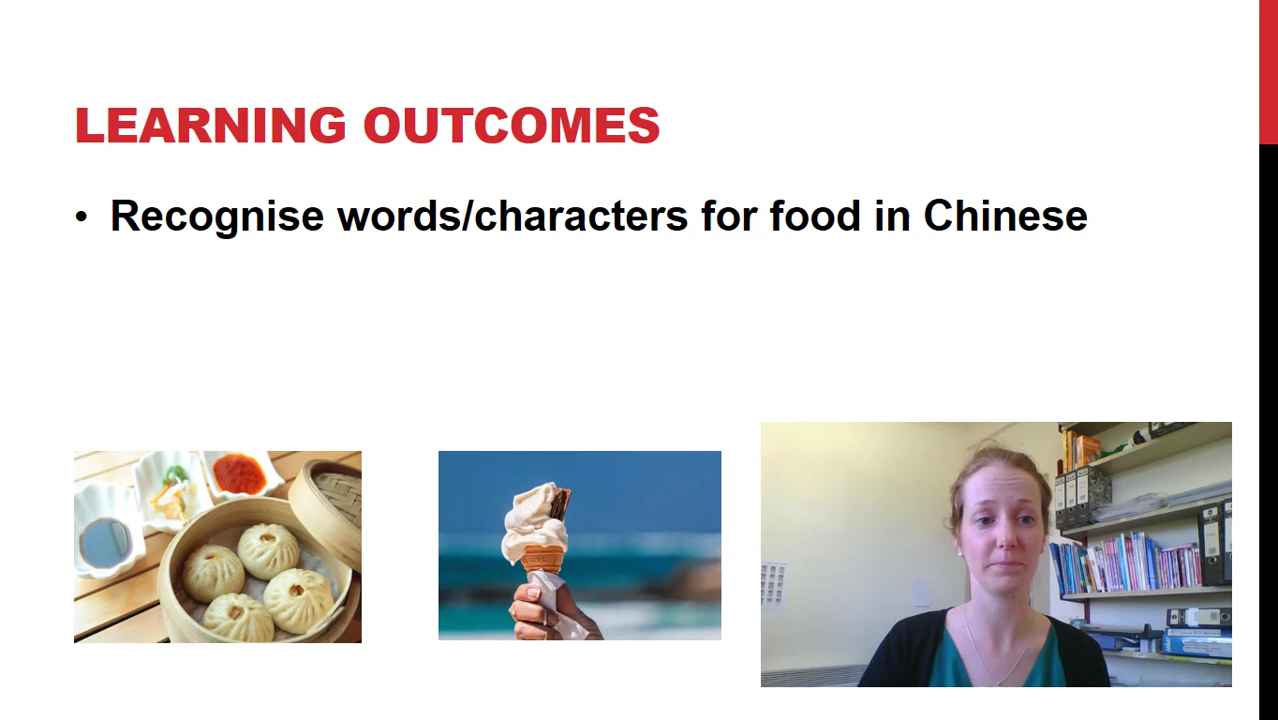 LEARNING OUTCOMES
• Recognise words/characters for food in Chinese